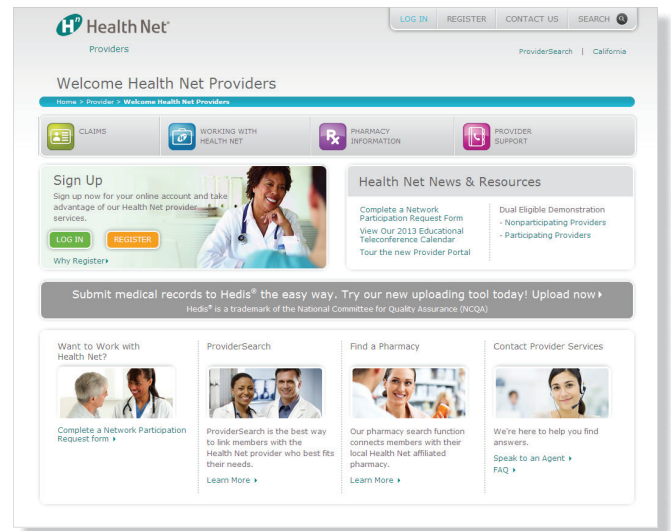 Health Net®
Providers
LOG IN
REGISTER
CONTACT US
SEARCH
ProviderSearch | California
Welcome Health Net Providers
Home > Provider > Welcome Health Net Providers
CLAIMS
WORKING WITH
HEALTH NET
Rx
PHARMACY
INFORMATION
PROVIDER
SUPPORT
Sign Up
Sign up now for your online account and take
advantage of our Health Net provider
services.
LOG IN
REGISTER
Why Register
Health Net News & Resources
Complete a Network
Participation Request Form
View Our 2013 Educational
Teleconference Calendar
Tour the new Provider Portal
Dual Eligible Demonstration
- Nonparticipating Providers
- Participating Providers
Submit medical records to Hedis® the easy way. Try our new uploading tool today! Upload now
Hedis® is a trademark of the National Committee for Quality Assurance (NCQA)
Want to Work with
Health Net?
Complete a Network Participation
Request form
ProviderSearch
ProviderSearch is the best way
to link members with the
Health Net provider who best fits
their needs.
Learn More
Find a Pharmacy
Our pharmacy search function
connects members with their
local Health Net affiliated
pharmacy.
Learn More
Contact Provider Services
We're here to help you find
answers.
Speak to an Agent
FAQ